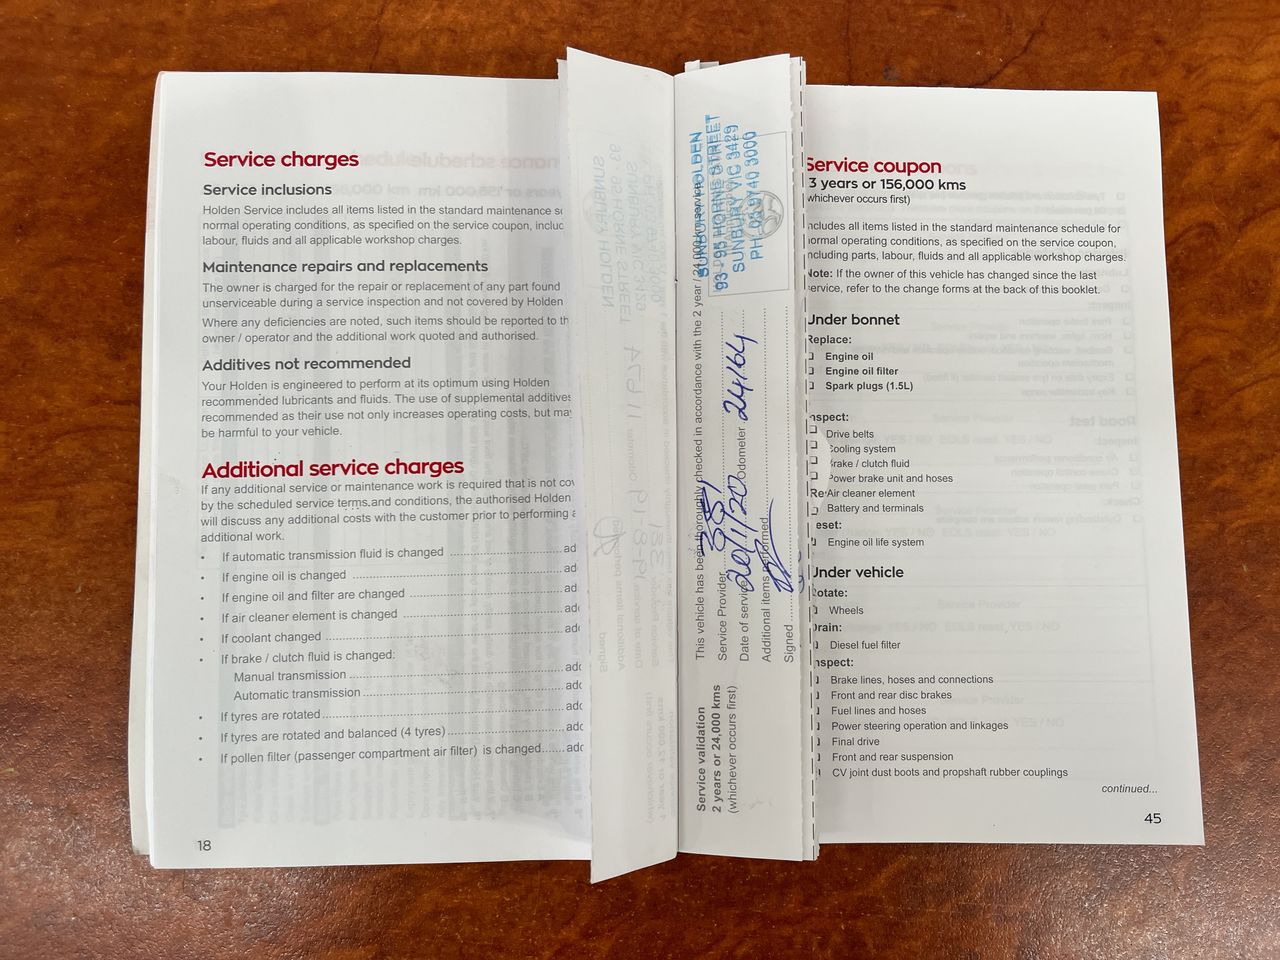 Service charges
Service inclusions
Holden Service includes all items listed in the standard maintenance
normal operating conditions, as specified on the service coupon,
labour, fluids and all applicable workshop charges.
Maintenance repairs and replacements
The owner is charged for the repair or replacement of any part found
unserviceable during a service inspection and not covered by Holden
Where any deficiencies are noted, such items should be reported to
owner / operator and the additional work quoted and authorised.
Additives not recommended
Your Holden is engineered to perform at its optimum using Holden
recommended lubricants and fluids. The use of supplemental additives
recommended as their use not only increases operating costs, but
be harmful to your vehicle.
Additional service charges
If any additional service or maintenance work is required that is not
by the scheduled service terms and conditions, the authorised Holden
will discuss any additional costs with the customer prior to performing
additional work.
• If automatic transmission fluid is changed
• If engine oil is changed
• If engine oil and filter are changed
• If air cleaner element is changed
• If coolant changed
• If brake / clutch fluid is changed:
Manual transmission
Automatic transmission
• If tyres are rotated
• If tyres are rotated and balanced (4 tyres)
• If pollen filter (passenger compartment air filter) is changed
18
Service validation
2 years or 24,000 kms
(whichever occurs first)
This vehicle has been thoroughly checked in accordance with the 2 year / 24,000 km service.
Service Provider
Date of service 20/1/20 Odometer 24164
Additional items performed
Signed
SUNBURY HOLDEN
93 - 95 HORNE STREET
SUNBURY VIC 3429
PH: 03 9740 3000
Service coupon
3 years or 156,000 kms
whichever occurs first)
ncludes all items listed in the standard maintenance schedule for
normal operating conditions, as specified on the service coupon,
ncluding parts, labour, fluids and all applicable workshop charges.
Note: If the owner of this vehicle has changed since the last
service, refer to the change forms at the back of this booklet.
Under bonnet
Replace:
Engine oil
Engine oil filter
Spark plugs (1.5L)
nspect:
Drive belts
Cooling system
Brake / clutch fluid
Power brake unit and hoses
Air cleaner element
Battery and terminals
eset:
Engine oil life system
Under vehicle
Rotate:
Wheels
Drain:
Diesel fuel filter
nspect:
Brake lines, hoses and connections
Front and rear disc brakes
Fuel lines and hoses
Power steering operation and linkages
Final drive
Front and rear suspension
CV joint dust boots and propshaft rubber couplings
continued...
45